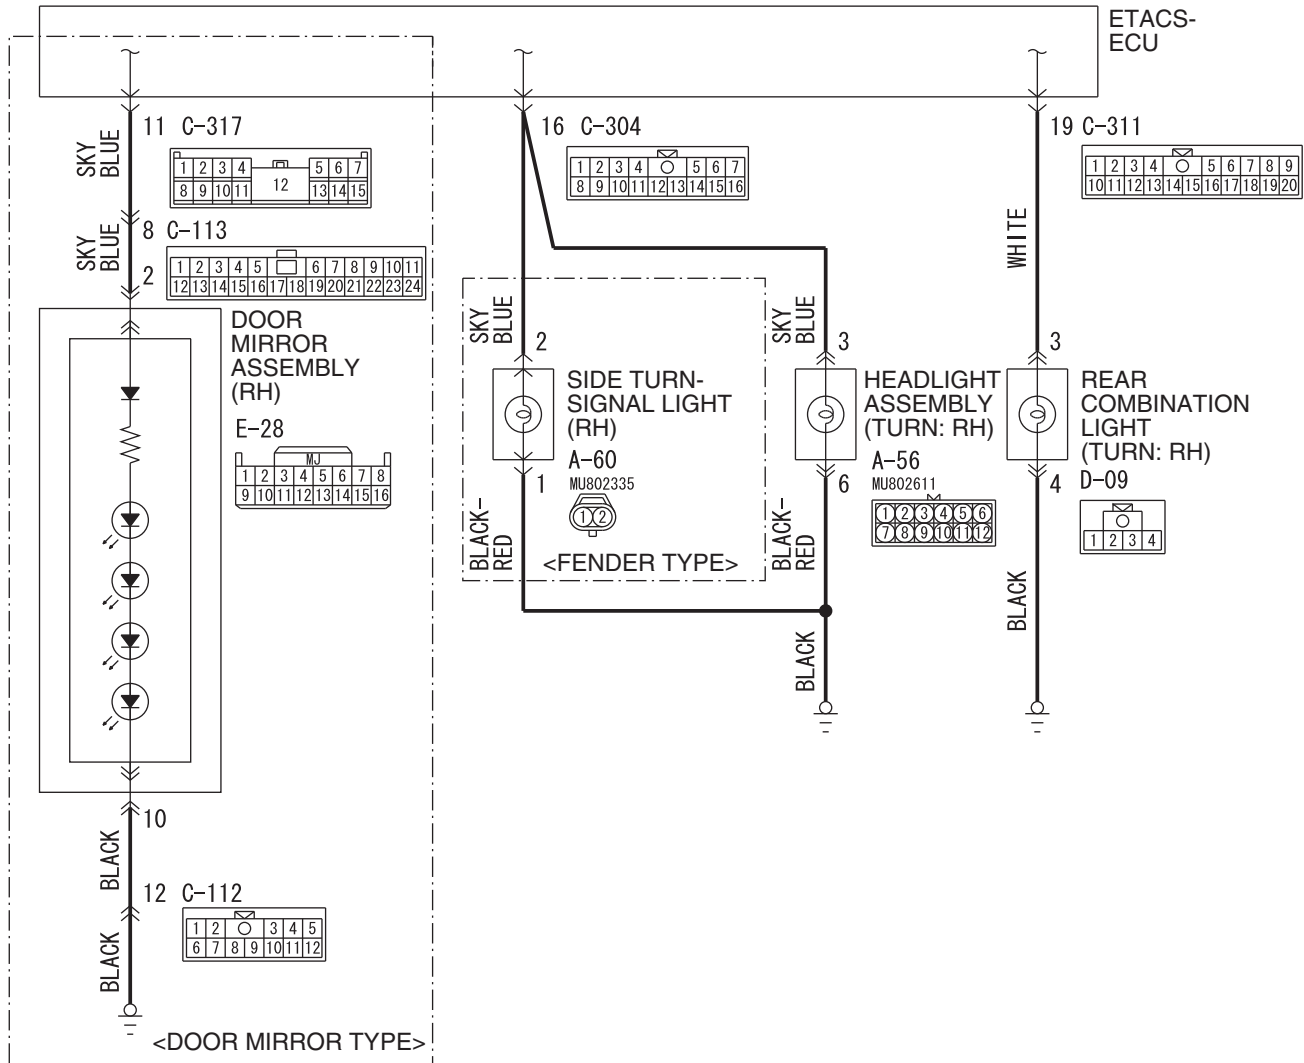 ETACS-
ECU
11 C-317
SKY
BLUE
1 2 3 4 5 6 7
8 9 10 11 12 13 14 15
8 C-113
SKY
BLUE
2
1 2 3 4 5 6 7 8 9 10 11
12 13 14 15 16 17 18 19 20 21 22 23 24
DOOR
MIRROR
ASSEMBLY
(RH)
E-28
MJ
1 2 3 4 5 6 7 8
9 10 11 12 13 14 15 16
10
BLACK
12 C-112
1 2 3 4 5
6 7 8 9 10 11 12
BLACK
<DOOR MIRROR TYPE>
16 C-304
1 2 3 4 5 6 7
8 9 10 11 12 13 14 15 16
SKY
BLUE
2
SIDE TURN-
SIGNAL LIGHT
(RH)
A-60
MU802335
1 2
1
BLACK-
RED
<FENDER TYPE>
SKY
BLUE
3
HEADLIGHT
ASSEMBLY
(TURN: RH)
A-56
MU802611
1 2 3 4 5 6
7 8 9 10 11 12
6
BLACK-
RED
BLACK
19 C-311
1 2 3 4 5 6 7 8 9
10 11 12 13 14 15 16 17 18 19 20
WHITE
3
REAR
COMBINATION
LIGHT
(TURN: RH)
D-09
1 2 3 4
4
BLACK